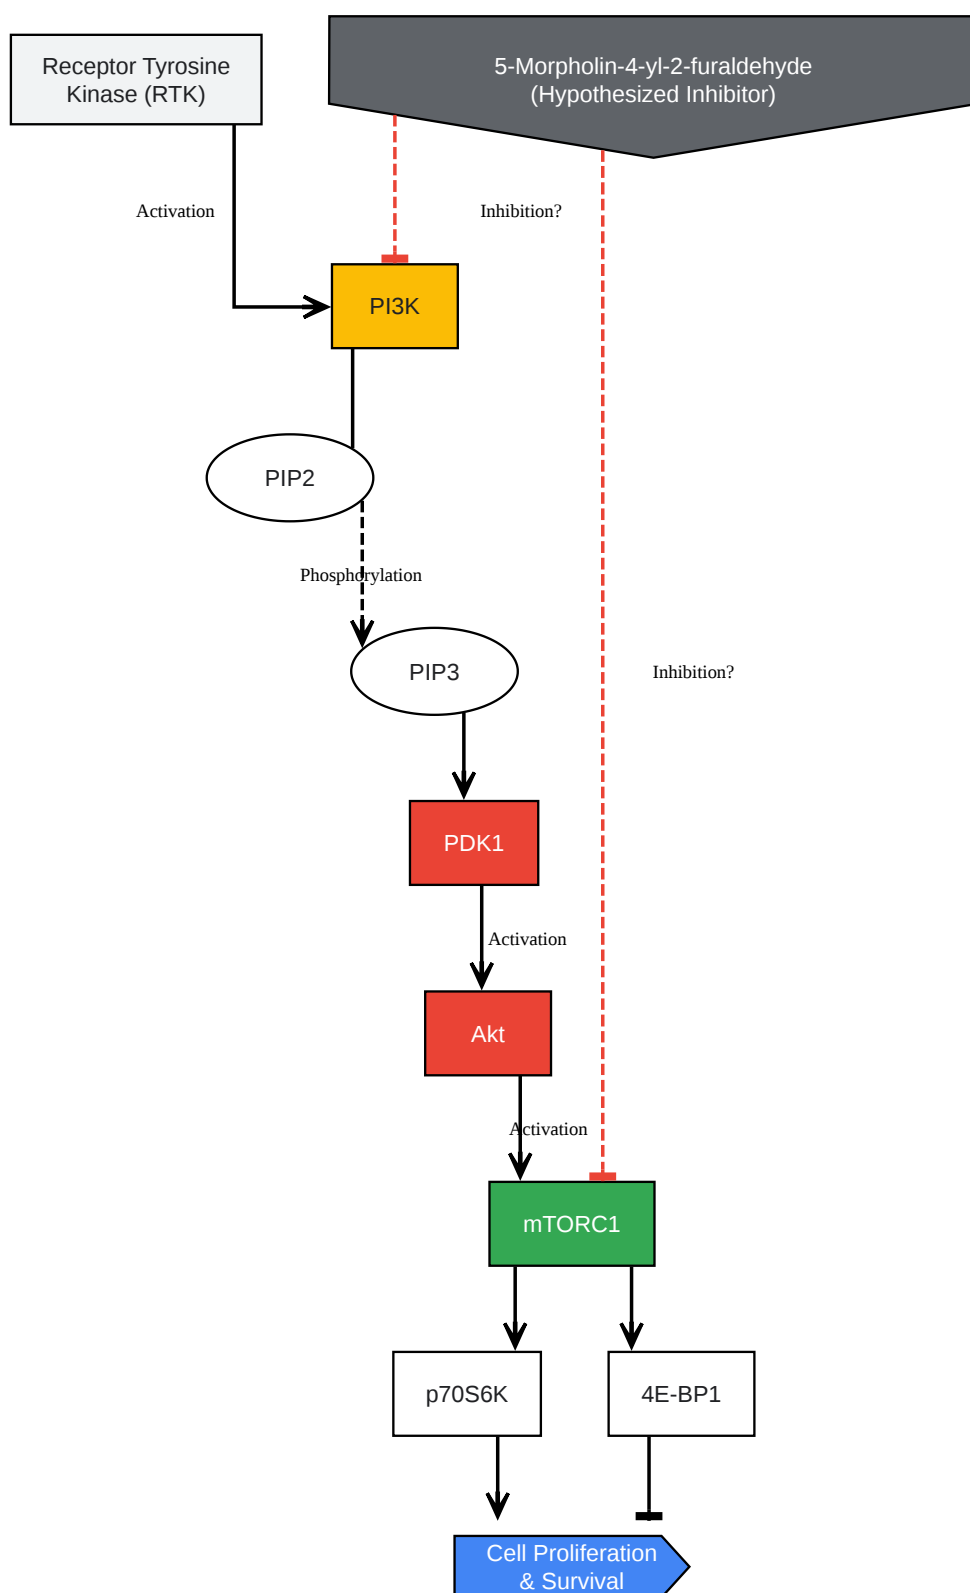 Receptor Tyrosine
Kinase (RTK)
5-Morpholin-4-yl-2-furaldehyde
(Hypothesized Inhibitor)
Activation
Inhibition?
PI3K
PIP2
Phosphorylation
PIP3
Inhibition?
PDK1
Activation
Akt
Activation
mTORC1
p70S6K
4E-BP1
Cell Proliferation
& Survival